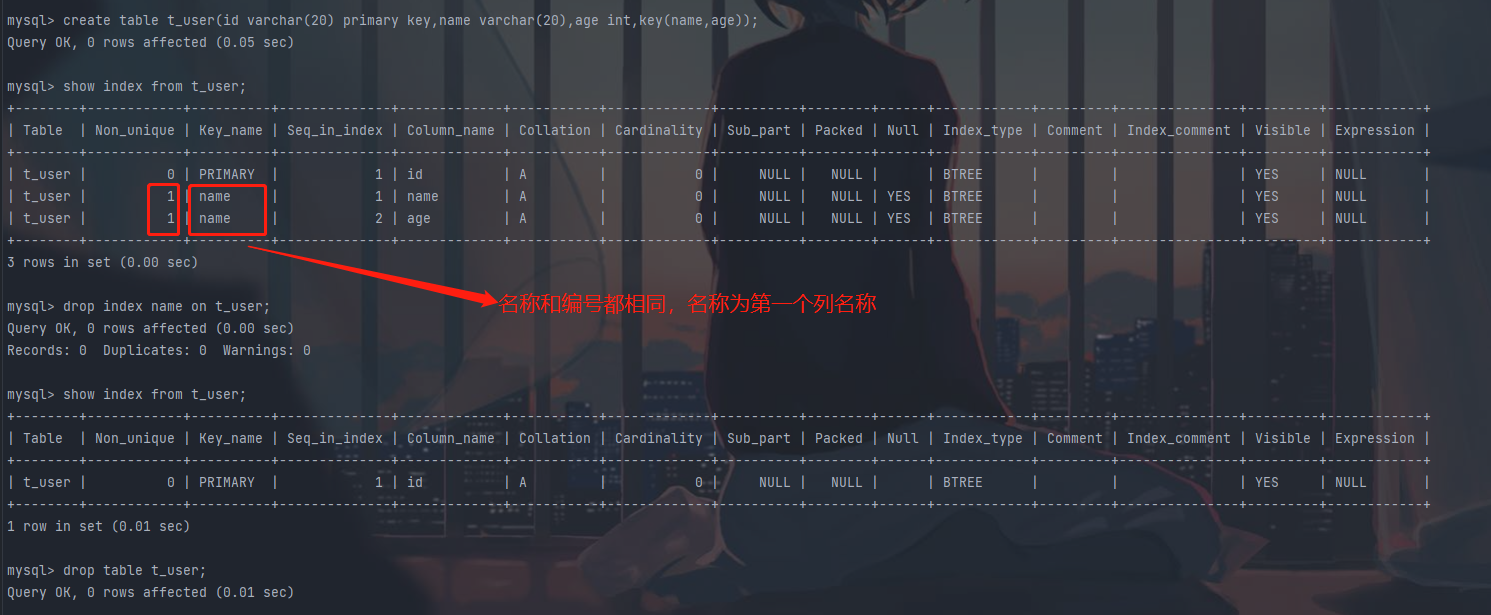 mysql> create table t_user(id varchar(20) primary key,name varchar(20),age int,key(name,age));
Query OK, 0 rows affected (0.05 sec)
mysql> show index from t_user;
+--------+------------+----------+--------------+-------------+-----------+-------------+----------+--------+------+------------+---------+---------------+---------+------------+
| Table  | Non_unique | Key_name | Seq_in_index | Column_name | Collation | Cardinality | Sub_part | Packed | Null | Index_type | Comment | Index_comment | Visible | Expression |
+--------+------------+----------+--------------+-------------+-----------+-------------+----------+--------+------+------------+---------+---------------+---------+------------+
| t_user |          0 | PRIMARY  |            1 | id          | A         |           0 |     NULL |   NULL |      | BTREE      |         |               | YES     | NULL       |
| t_user |          1 | name     |            1 | name        | A         |           0 |     NULL |   NULL | YES  | BTREE      |         |               | YES     | NULL       |
| t_user |          1 | name     |            2 | age         | A         |           0 |     NULL |   NULL | YES  | BTREE      |         |               | YES     | NULL       |
+--------+------------+----------+--------------+-------------+-----------+-------------+----------+--------+------+------------+---------+---------------+---------+------------+
3 rows in set (0.00 sec)
名称和编号都相同，名称为第一个列名称
mysql> drop index name on t_user;
Query OK, 0 rows affected (0.00 sec)
Records: 0  Duplicates: 0  Warnings: 0
mysql> show index from t_user;
+--------+------------+----------+--------------+-------------+-----------+-------------+----------+--------+------+------------+---------+---------------+---------+------------+
| Table  | Non_unique | Key_name | Seq_in_index | Column_name | Collation | Cardinality | Sub_part | Packed | Null | Index_type | Comment | Index_comment | Visible | Expression |
+--------+------------+----------+--------------+-------------+-----------+-------------+----------+--------+------+------------+---------+---------------+---------+------------+
| t_user |          0 | PRIMARY  |            1 | id          | A         |           0 |     NULL |   NULL |      | BTREE      |         |               | YES     | NULL       |
+--------+------------+----------+--------------+-------------+-----------+-------------+----------+--------+------+------------+---------+---------------+---------+------------+
1 row in set (0.01 sec)
mysql> drop table t_user;
Query OK, 0 rows affected (0.01 sec)